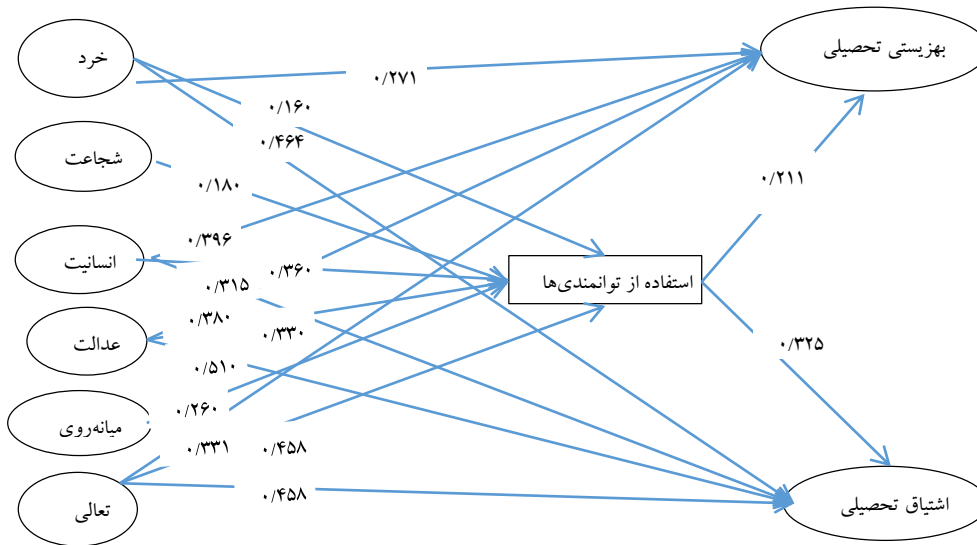 خرد
بهزیستی تحصیلی
۰/۲۷۱
۰/۱۶۰
۰/۴۶۴
شجاعت
۰/۱۸۰
۰/۲۱۱
۰/۳۹۶
انسانیت
۰/۳۶۰
۰/۳۱۵
استفاده از توانمندی‌ها
۰/۳۸۰
۰/۳۳۰
عدالت
۰/۳۲۵
۰/۵۱۰
۰/۲۶۰
میانه‌روی
۰/۳۳۱
۰/۴۵۸
۰/۴۵۸
تعالی
اشتیاق تحصیلی